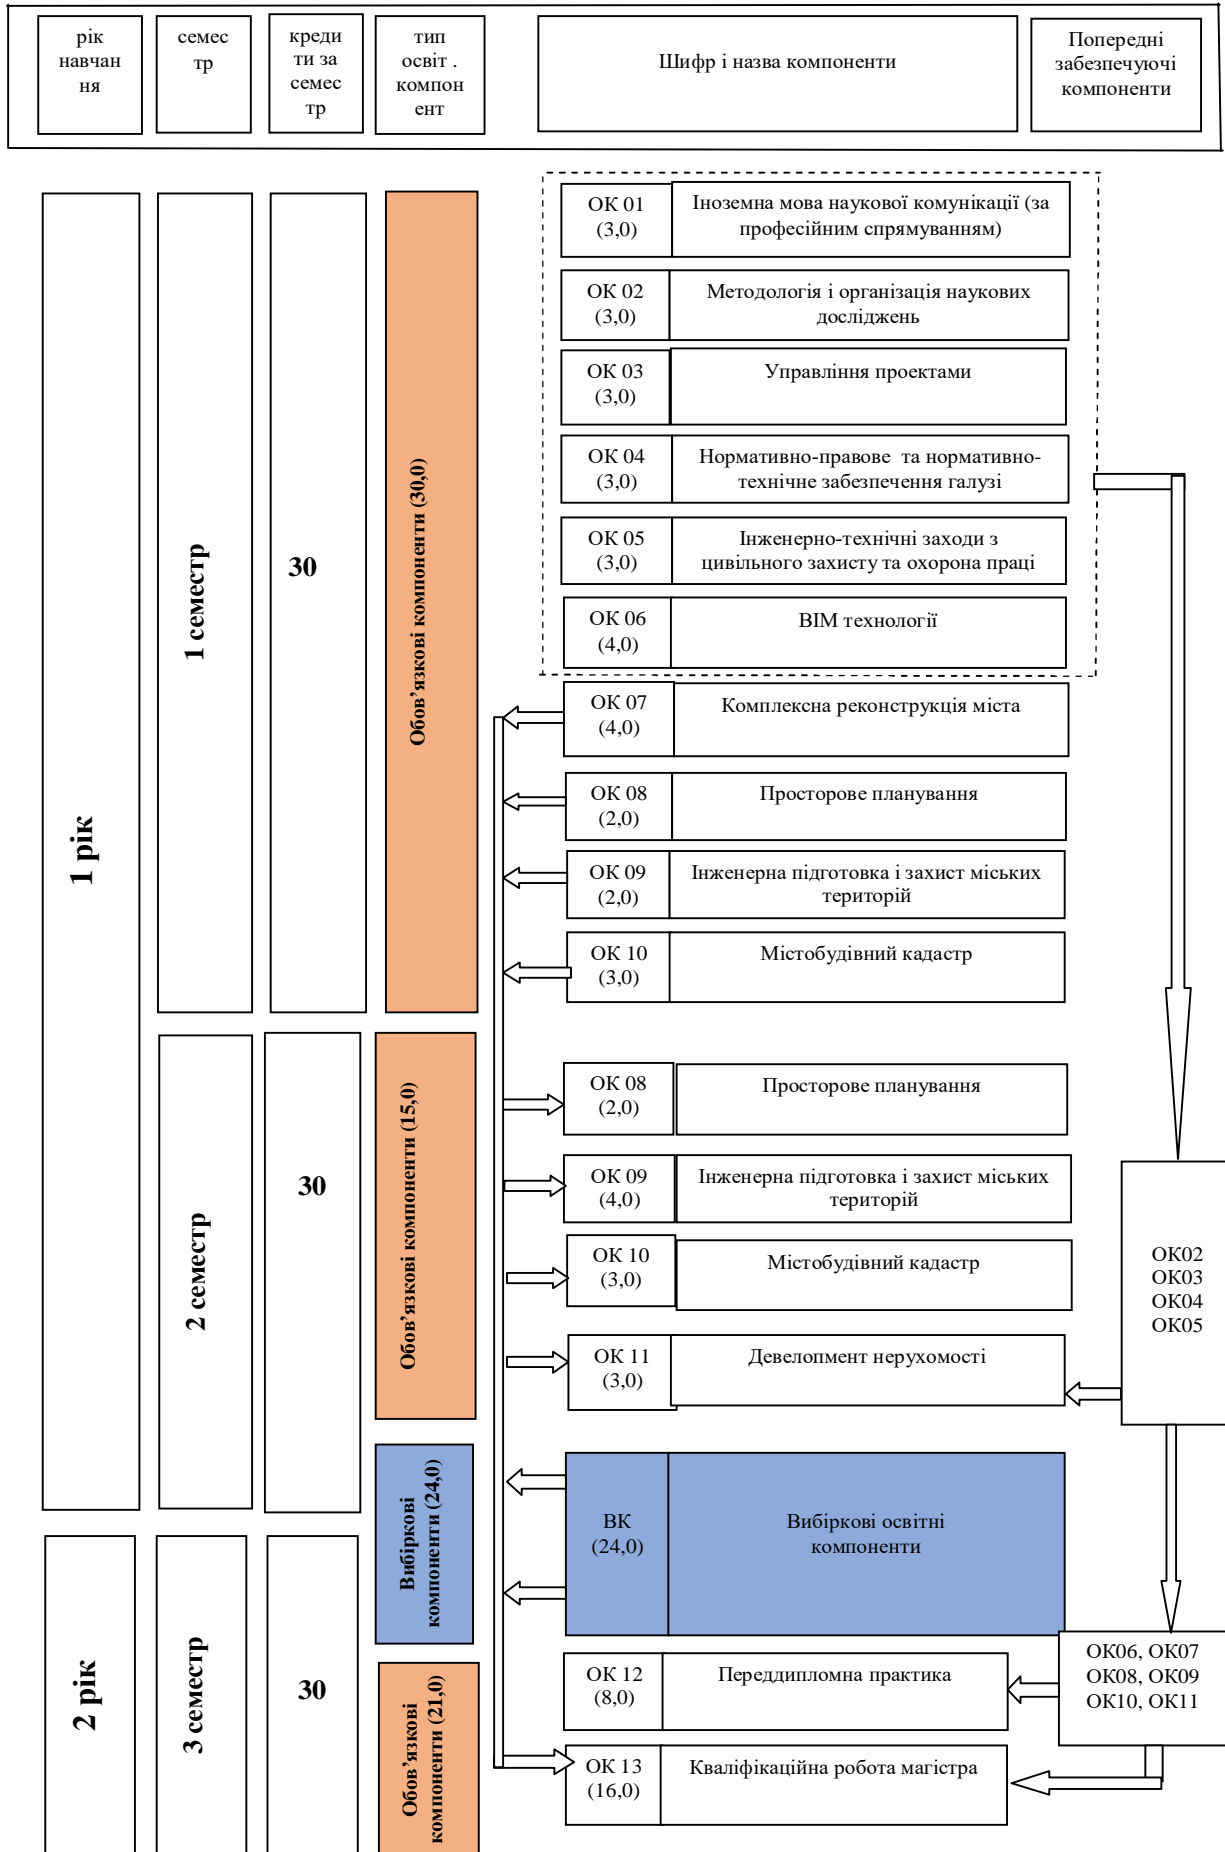 рік
навчан
ня
семес
тр
креди
ти за
семес
тр
тип
освіт .
компон
ент
Шифр і назва компоненти
Попередні
забезпечуючі
компоненти
1 рік
1 семестр
30
Обов’язкові компоненти (30,0)
ОК 01
(3,0)
Іноземна мова наукової комунікації (за
професійним спрямуванням)
ОК 02
(3,0)
Методологія і організація наукових
досліджень
ОК 03
(3,0)
Управління проектами
ОК 04
(3,0)
Нормативно-правове та нормативно-
технічне забезпечення галузі
ОК 05
(3,0)
Інженерно-технічні заходи з
цивільного захисту та охорона праці
ОК 06
(4,0)
ВІМ технології
ОК 07
(4,0)
Комплексна реконструкція міста
ОК 08
(2,0)
Просторове планування
ОК 09
(2,0)
Інженерна підготовка і захист міських
територій
ОК 10
(3,0)
Містобудівний кадастр
2 семестр
30
Обов’язкові компоненти (15,0)
ОК 08
(2,0)
Просторове планування
ОК 09
(4,0)
Інженерна підготовка і захист міських
територій
ОК 10
(3,0)
Містобудівний кадастр
ОК 11
(3,0)
Девелопмент нерухомості
ОК02
ОК03
ОК04
ОК05
Вибіркові
компоненти (24,0)
ВК
(24,0)
Вибіркові освітні
компоненти
2 рік
3 семестр
30
Обов’язкові
компоненти (21,0)
ОК 12
(8,0)
Переддипломна практика
ОК06, ОК07
ОК08, ОК09
ОК10, ОК11
ОК 13
(16,0)
Кваліфікаційна робота магістра